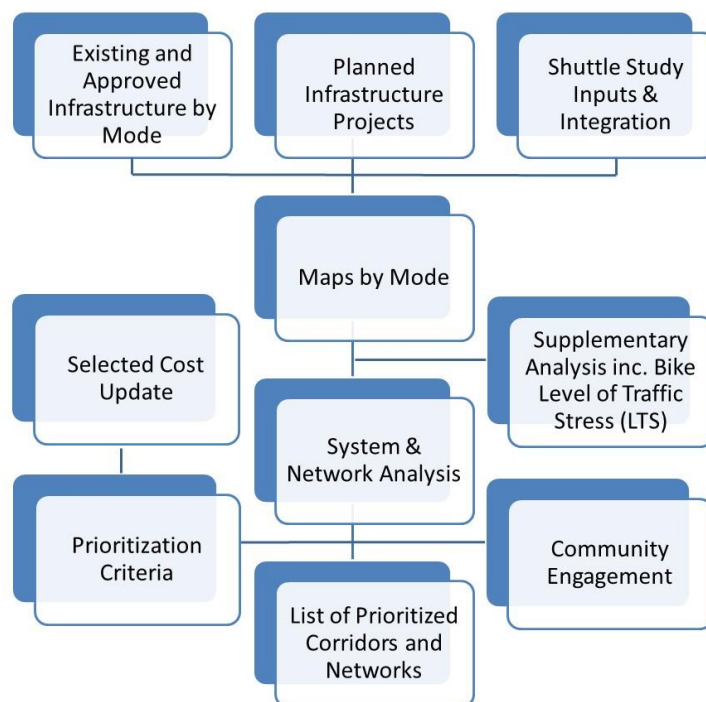 Existing and
Approved
Infrastructure by
Mode
Planned
Infrastructure
Projects
Shuttle Study
Inputs &
Integration
Maps by Mode
Selected Cost
Update
Supplementary
Analysis inc. Bike
Level of Traffic
Stress (LTS)
System &
Network Analysis
Prioritization
Criteria
Community
Engagement
List of Prioritized
Corridors and
Networks